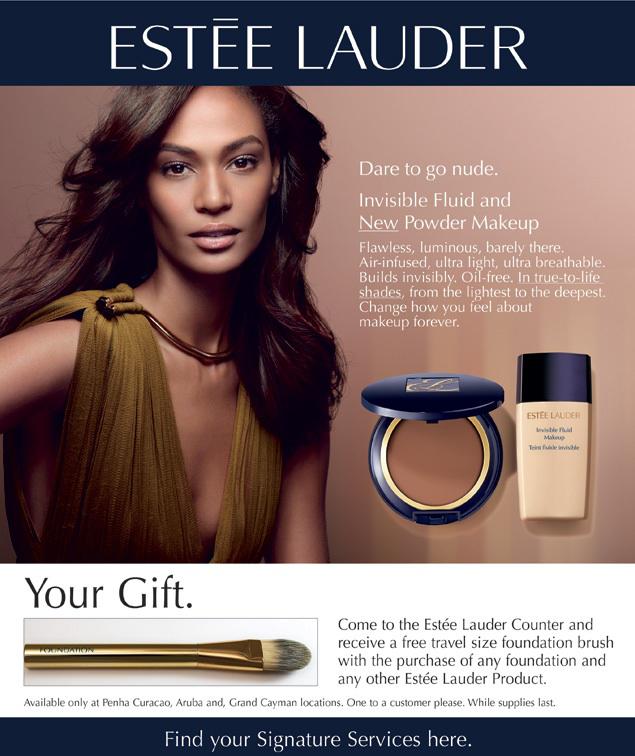 ESTĒE LAUDER
Dare to go nude.
Invisible Fluid and
New Powder Makeup
Flawless, luminous, barely there.
Air-infused, ultra light, ultra breathable.
Builds invisibly. Oil-free. In true-to-life
shades, from the lightest to the deepest.
Change how you feel about
makeup forever.
ESTĒE LAUDER
Invisible Fluid
Makeup
Teint fluide invisible
Your Gift.
FOUNDATION
Come to the Estée Lauder Counter and
receive a free travel size foundation brush
with the purchase of any foundation and
any other Estée Lauder Product.
Available only at Penha Curacao, Aruba and, Grand Cayman locations. One to a customer please. While supplies last.
Find your Signature Services here.